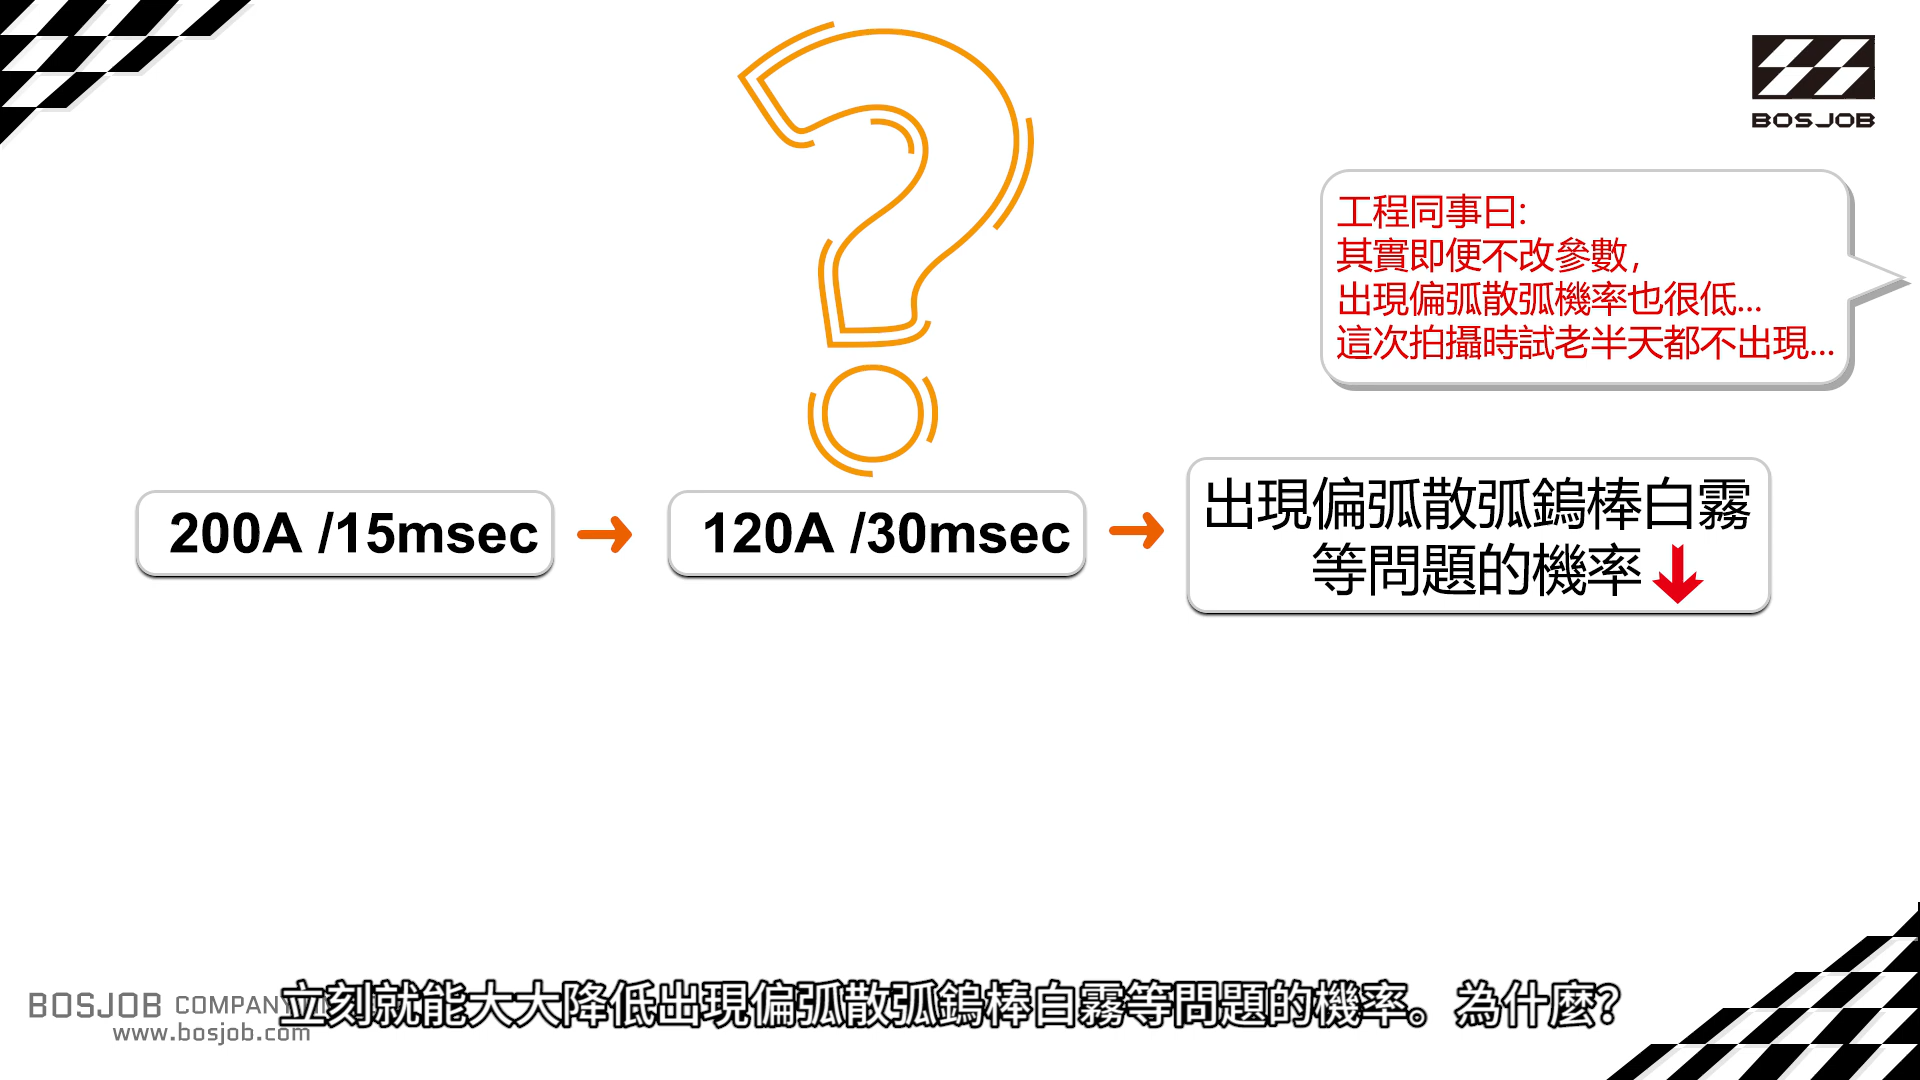 BOSJOB
工程同事曰:
其實即便不改參數,
出現偏弧散弧機率也很低...
這次拍攝時試老半天都不出現...
200A /15msec
120A /30msec
出現偏弧散弧鎢棒白霧
等問題的機率
BOSJOB COMPANY
www.bosjob.com
立刻就能大大降低出現偏弧散弧鎢棒白霧等問題的機率。為什麼?